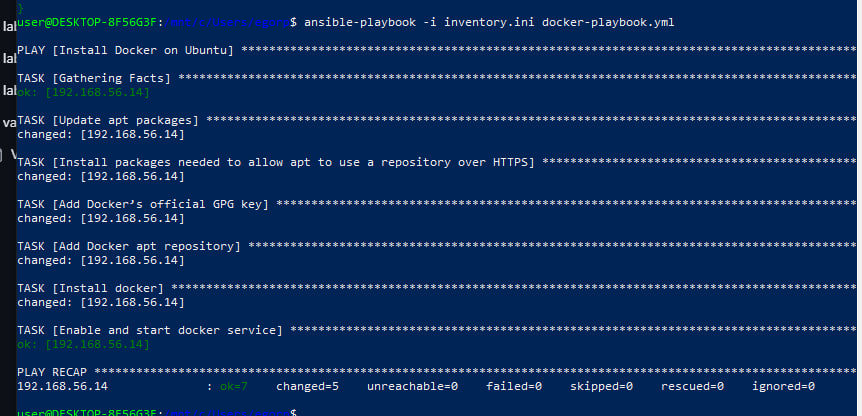 }
lab
user@DESKTOP-8F56G3F: $ ansible-playbook -i inventory.ini docker-playbook.yml
PLAY [Install Docker on Ubuntu] ****************************************************************************************
lab
TASK [Gathering Facts] *************************************************************************************************
lab
ok: [192.168.56.14]
va
TASK [Update apt packages] *********************************************************************************************
changed: [192.168.56.14]
V
TASK [Install packages needed to allow apt to use a repository over HTTPS] *********************************************
changed: [192.168.56.14]
TASK [Add Docker’s official GPG key] ***********************************************************************************
changed: [192.168.56.14]
TASK [Add Docker apt repository] ***************************************************************************************
changed: [192.168.56.14]
TASK [Install docker] **************************************************************************************************
changed: [192.168.56.14]
TASK [Enable and start docker service] *********************************************************************************
ok: [192.168.56.14]
PLAY RECAP *************************************************************************************************************
192.168.56.14 : ok=7 changed=5 unreachable=0 failed=0 skipped=0 rescued=0 ignored=0
user@DESKTOP-8F56G3F: $